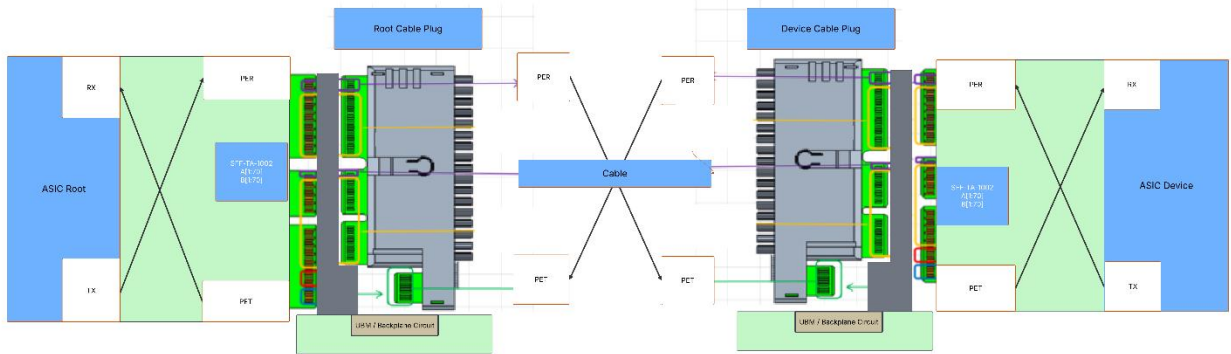 Root Cable Plug
Device Cable Plug
RX
PER
PER
PER
PER
RX
SFF-TA-1002
A[1:70]
B[1:70]
ASIC Root
Cable
SFF-TA-1002
A[1:70]
B[1:70]
ASIC Device
TX
PET
PET
PET
PET
TX
UBM / Backplane Circuit
UBM / Backplane Circuit